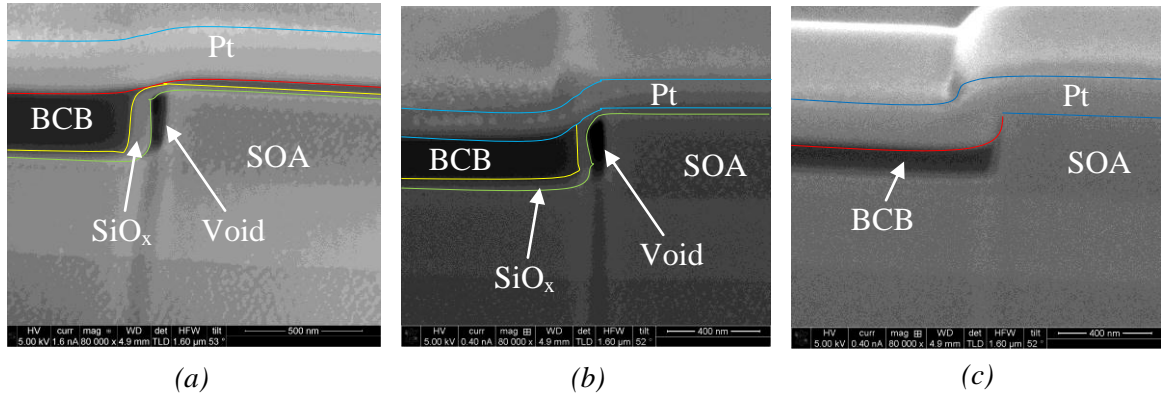 Pt
BCB
SOA
SiOx
Void
HV curr mag WD det HFW tilt
5.00 kV 1.6 nA 80 000 x 4.9 mm TLD 1.60 µm 53 °
500 nm
(a)
Pt
BCB
SOA
Void
SiOx
HV curr mag WD det HFW tilt
5.00 kV 0.40 nA 80 000 x 4.9 mm TLD 1.60 µm 52 °
400 nm
(b)
Pt
SOA
BCB
HV curr mag WD det HFW tilt
5.00 kV 0.40 nA 80 000 x 4.9 mm TLD 1.60 µm 52 °
400 nm
(c)